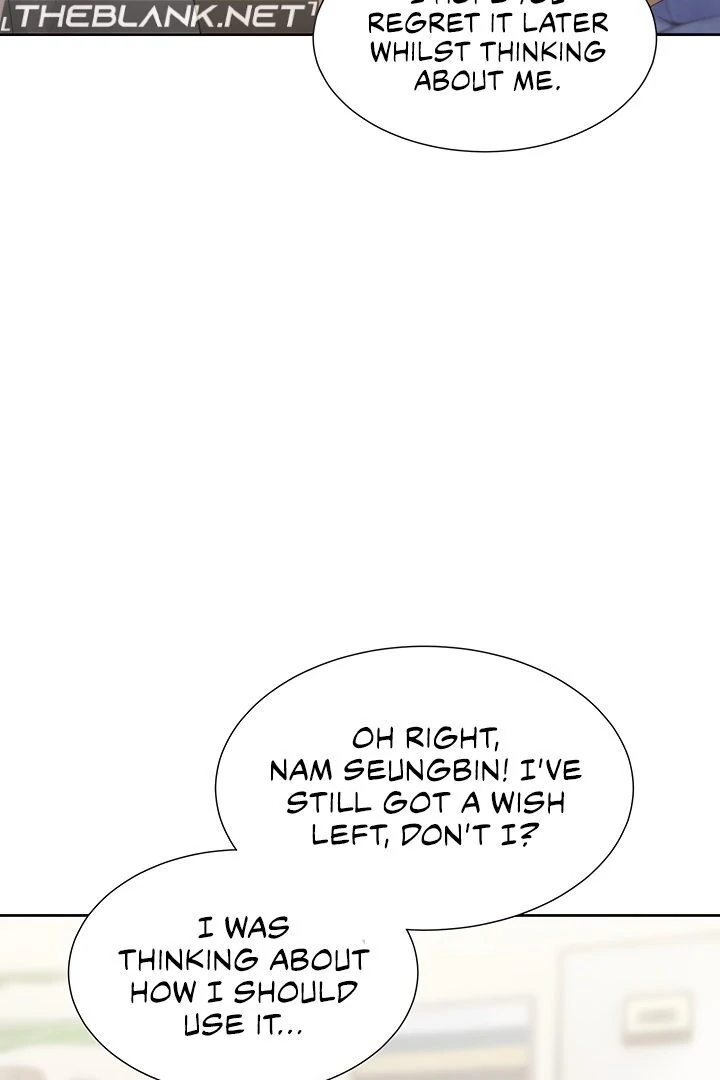 THEBLANK.NET
REGRET IT LATER
WHILST THINKING
ABOUT ME.
OH RIGHT,
NAM SEUNGBIN! I'VE
STILL GOT A WISH
LEFT, DON'T I?
I WAS
THINKING ABOUT
HOW I SHOULD
USE IT...